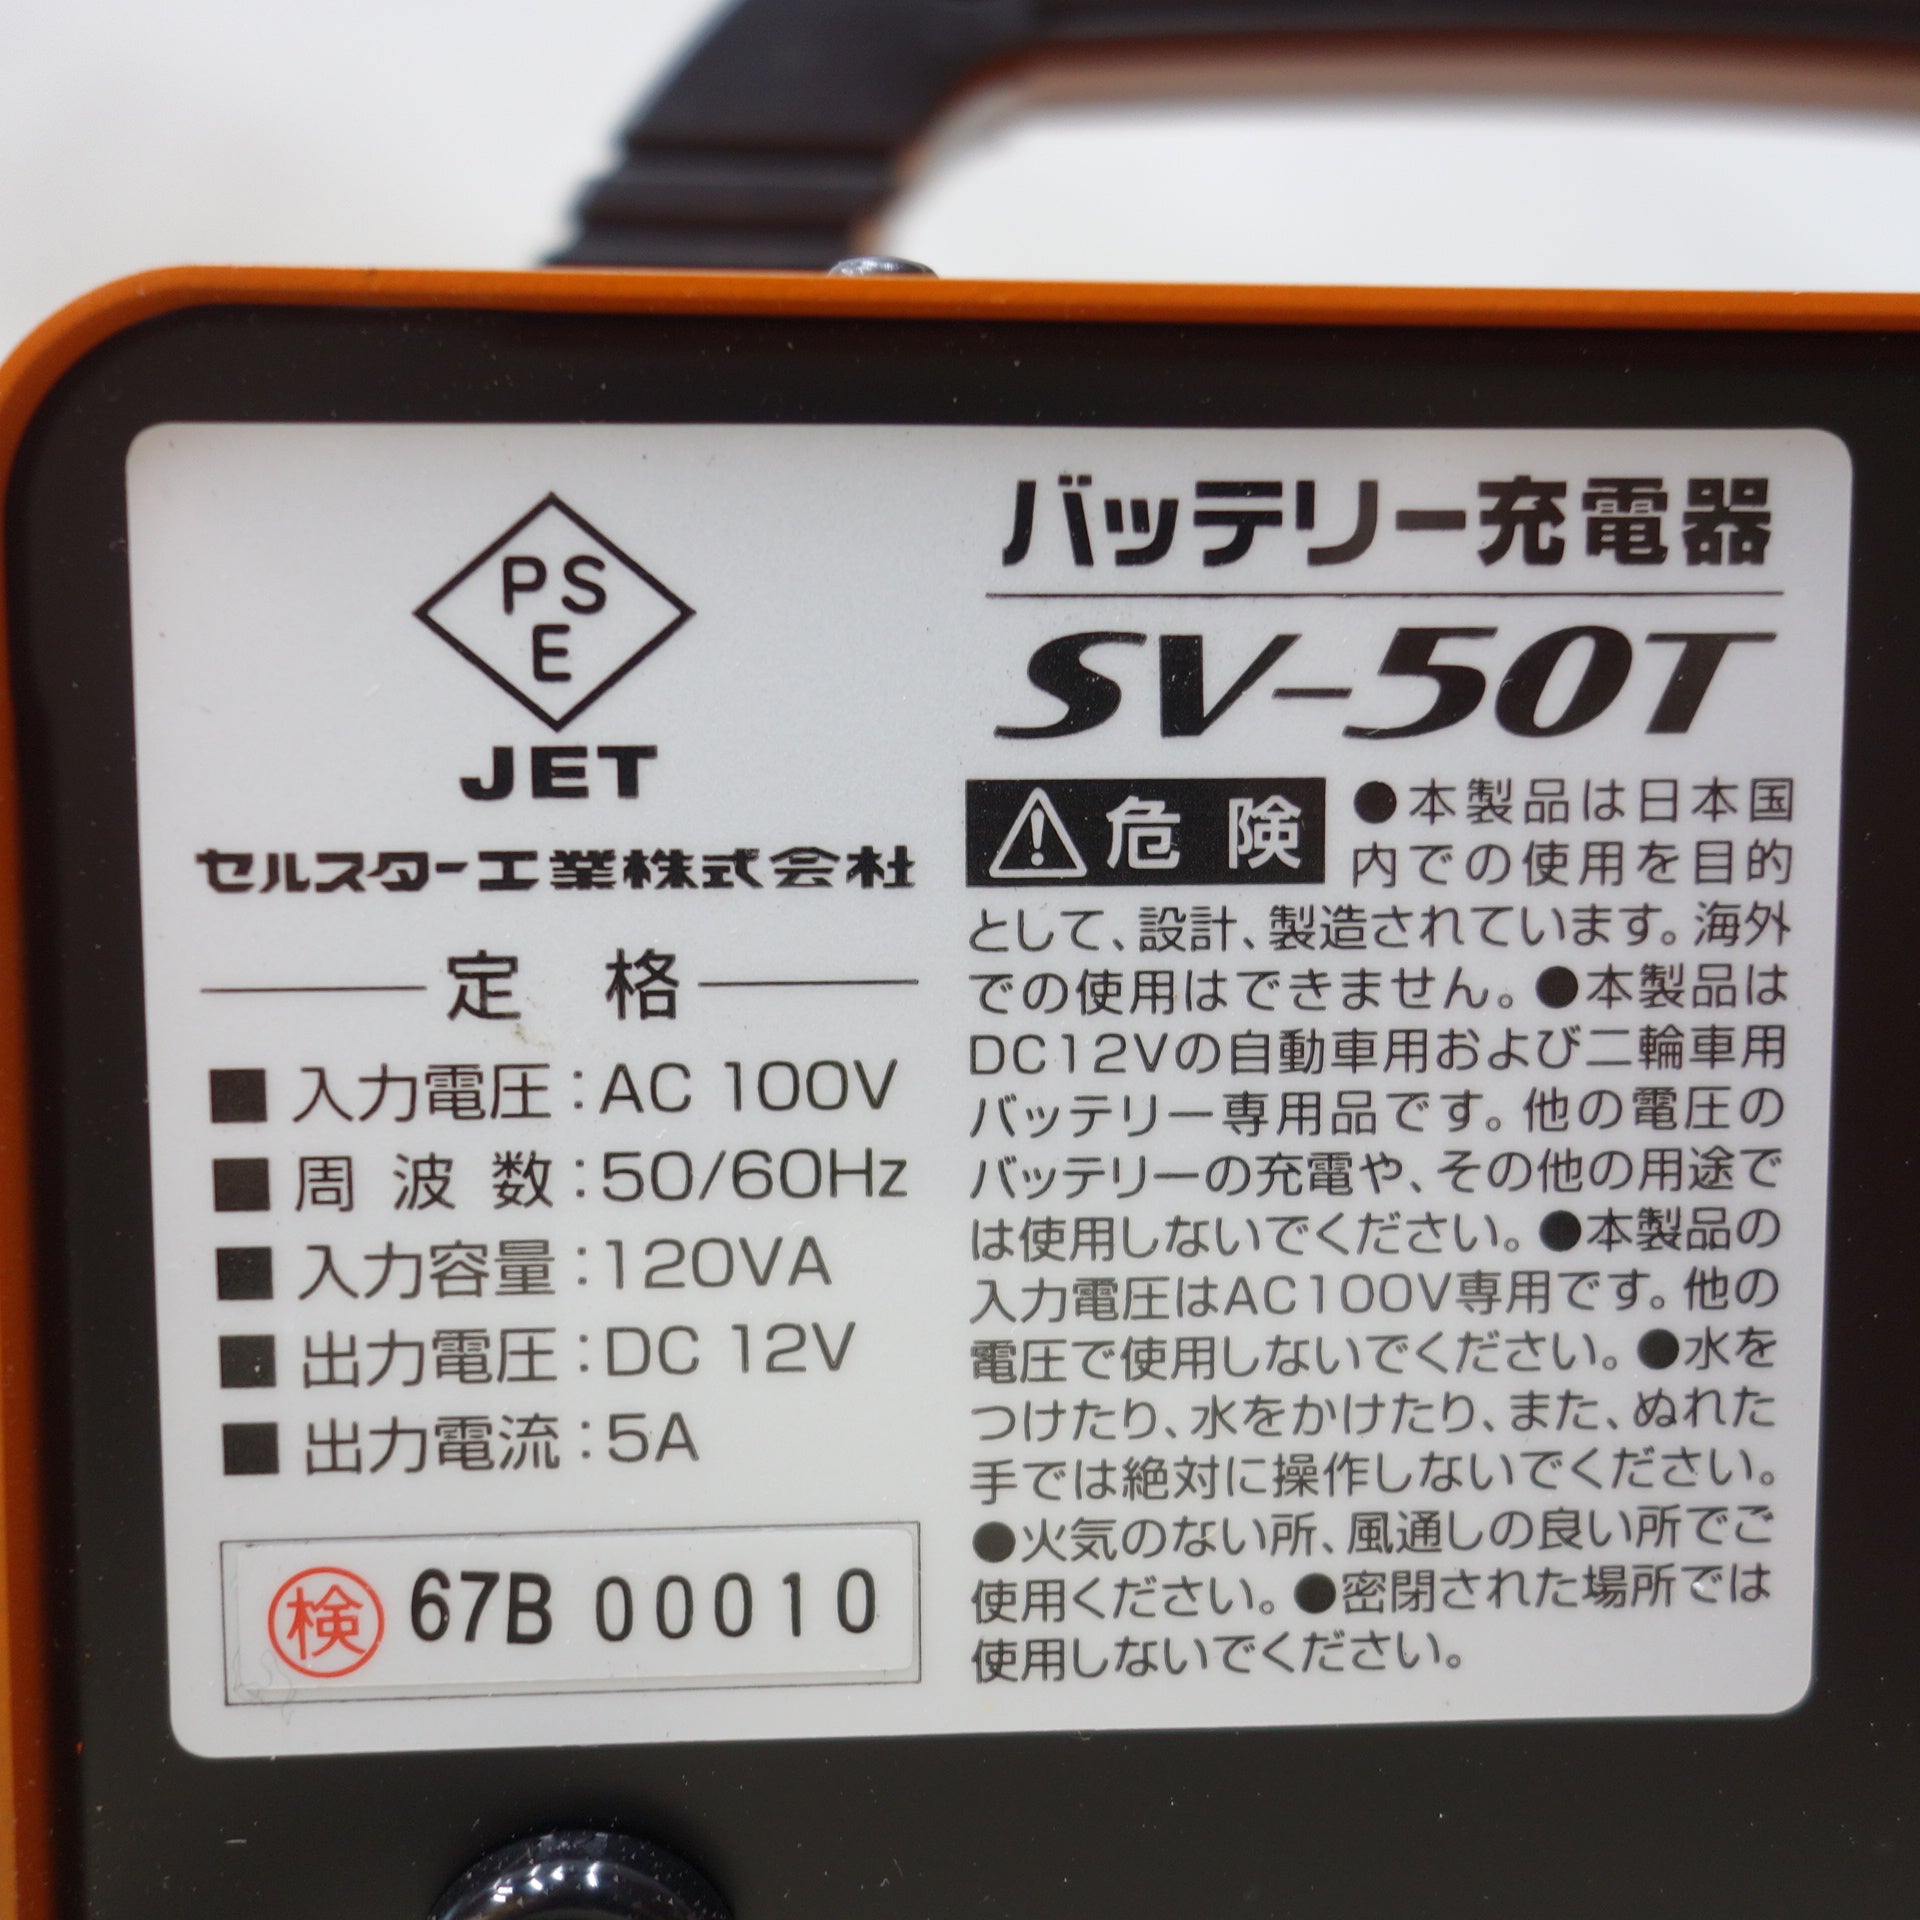 PS
E
JET
セルスター工業株式会社
定 格
■ 入力電圧:AC 100V
■ 周波数:50/60Hz
■ 入力容量:120VA
■ 出力電圧:DC 12V
■ 出力電流:5A
検 67B 00010
バッテリー充電器
SV-50T
危険 ●本製品は日本国
内での使用を目的
として、設計、製造されています。海外
での使用はできません。●本製品は
DC12Vの自動車用および二輪車用
バッテリー専用品です。他の電圧の
バッテリーの充電や、その他の用途で
は使用しないでください。●本製品の
入力電圧はAC100V専用です。他の
電圧で使用しないでください。●水を
つけたり、水をかけたり、また、ぬれた
手では絶対に操作しないでください。
●火気のない所、風通しの良い所でご
使用ください。●密閉された場所では
使用しないでください。